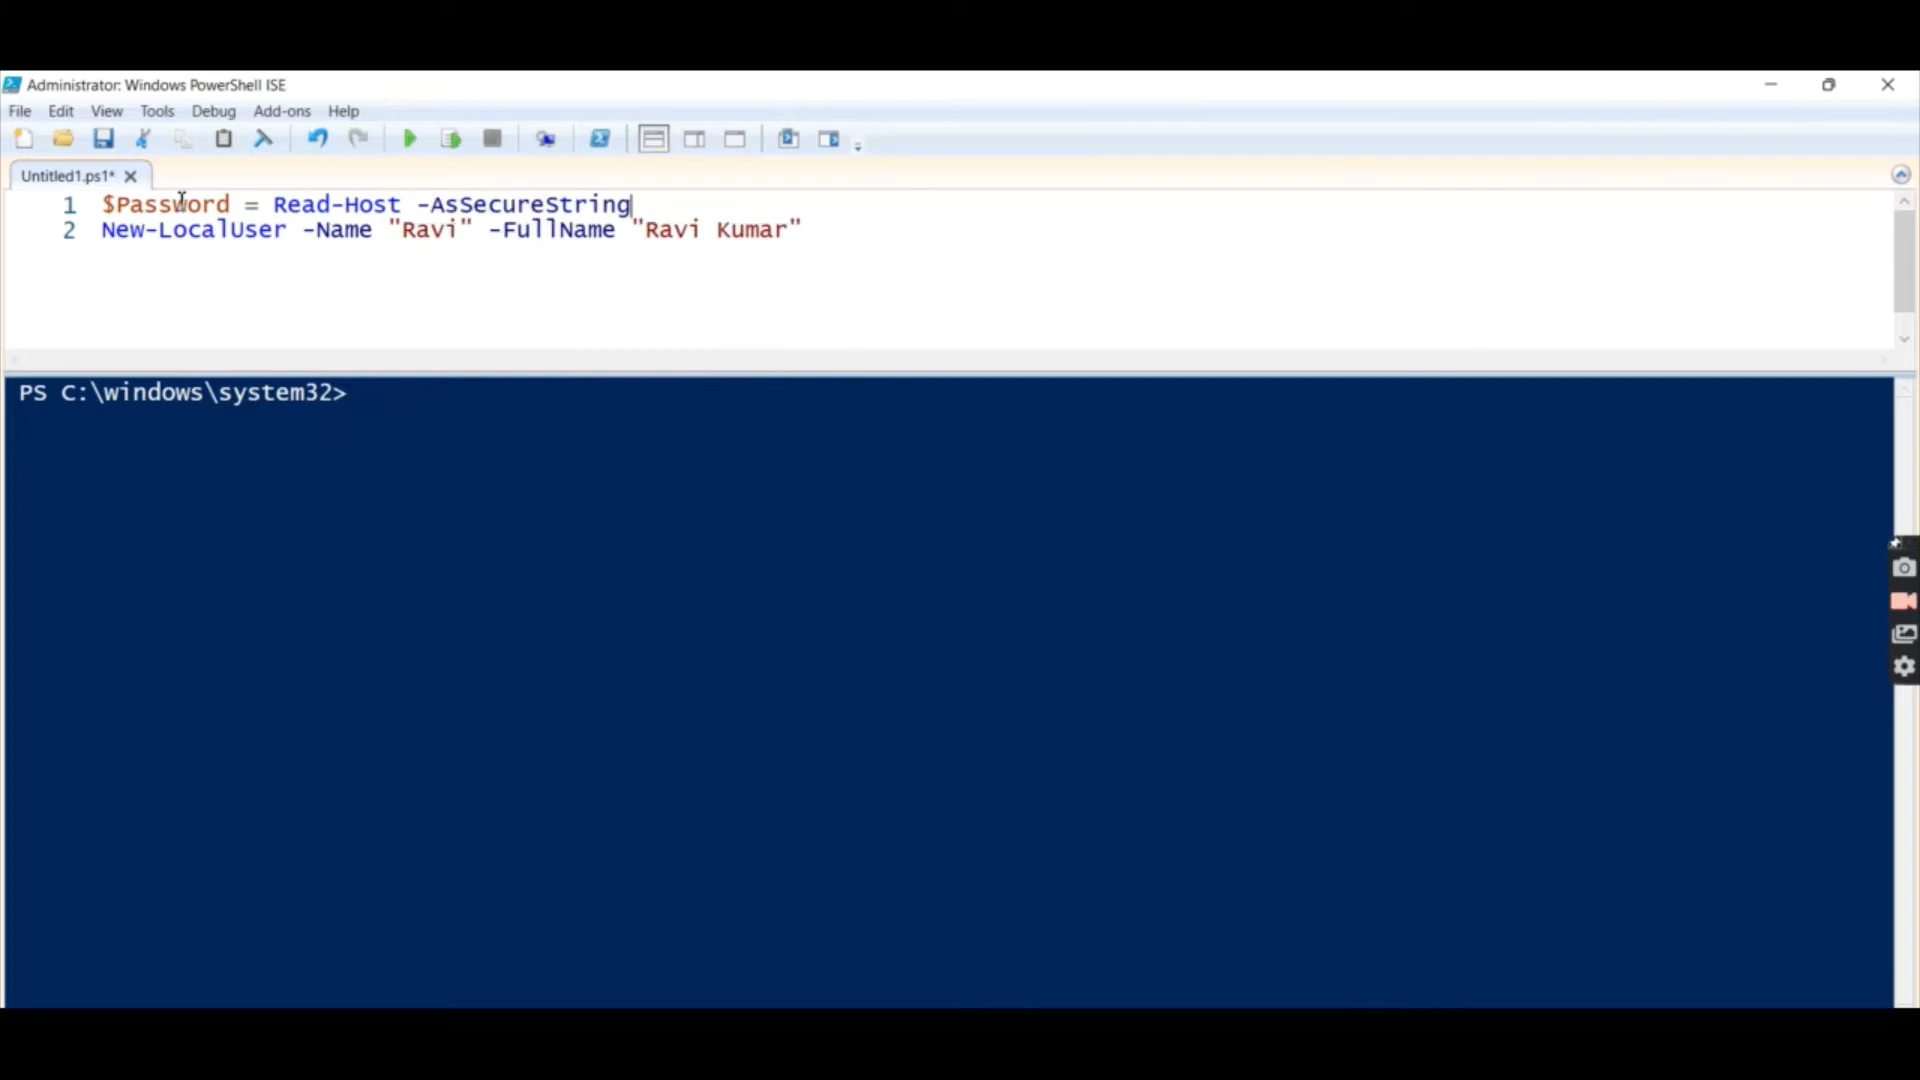 Administrator: Windows PowerShell ISE
File Edit View Tools Debug Add-ons Help
Untitled1.ps1*
1 $Password = Read-Host -AsSecureString
2 New-LocalUser -Name "Ravi" -FullName "Ravi Kumar"
PS C:\windows\system32>